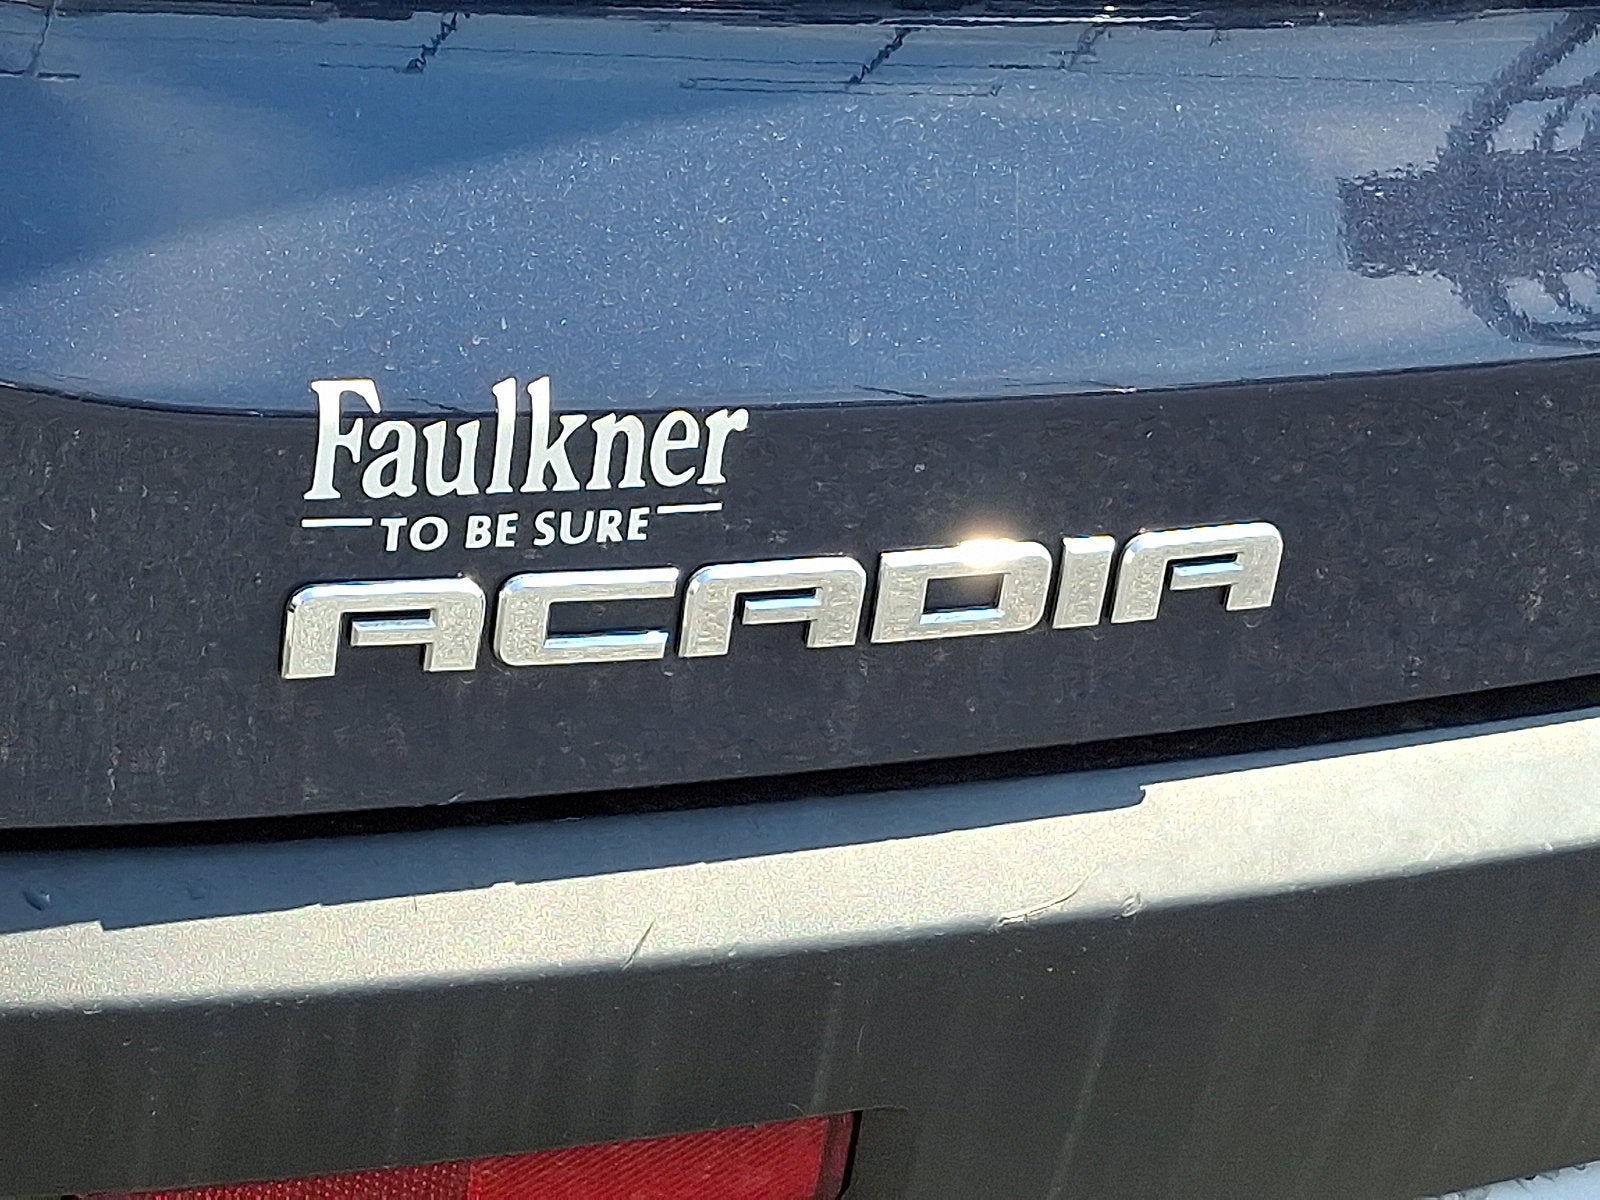 Faulkner
TO BE SURE
ACADIA